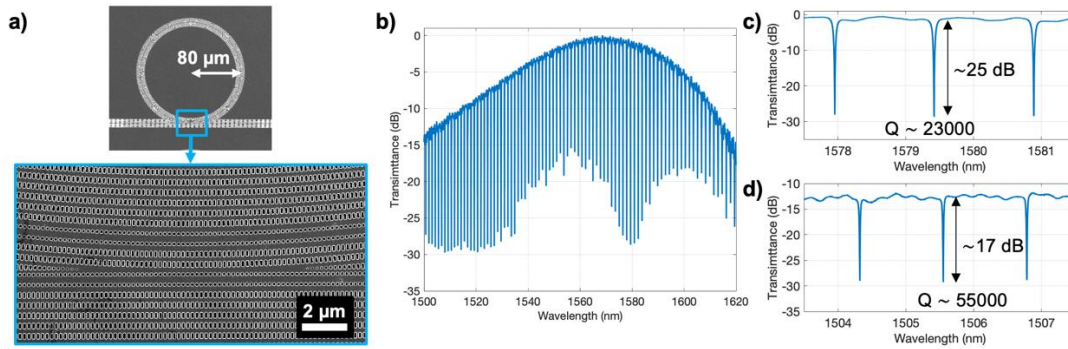 a)
80 µm
2 µm
b)
Transimttance (dB)
0
-5
-10
-15
-20
-25
-30
-35
1500
1520
1540
1560
1580
1600
1620
Wavelength (nm)
c)
Transimttance (dB)
0
-10
-20
-30
~25 dB
Q ~ 23000
1578
1579
1580
1581
Wavelength (nm)
d)
Transimttance (dB)
-10
-15
-20
-25
-30
-35
~17 dB
Q ~ 55000
1504
1505
1506
1507
Wavelength (nm)